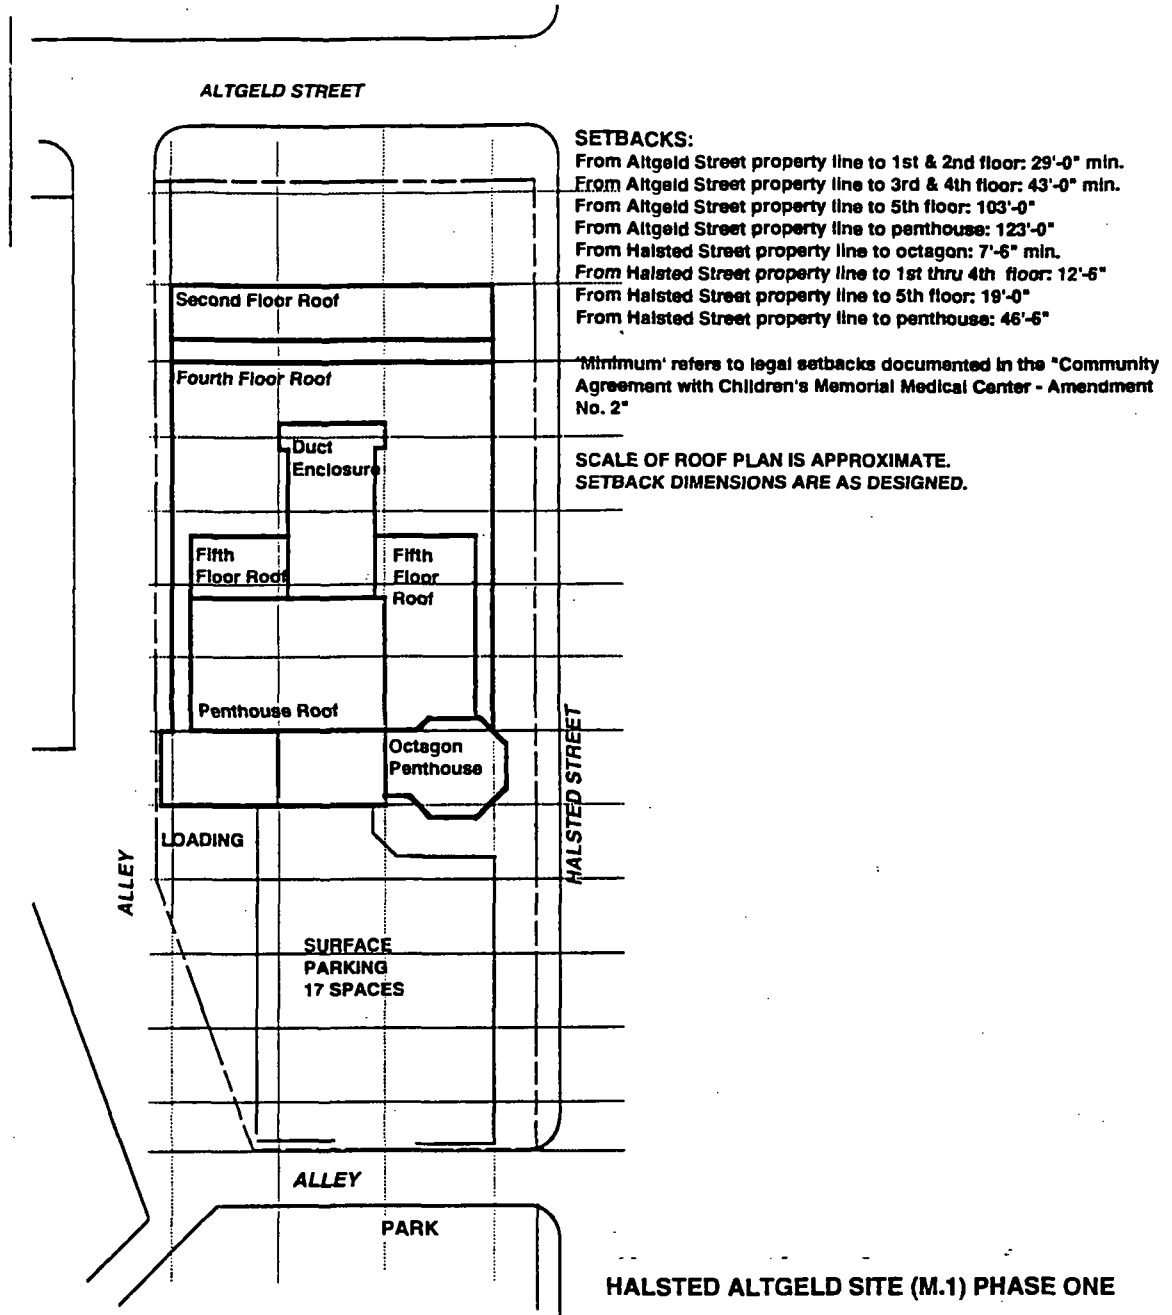 ALTGELD STREET
SETBACKS:
From Altgeld Street property line to 1st & 2nd floor: 29'-0" min.
From Altgeld Street property line to 3rd & 4th floor: 43'-0" min.
From Altgeld Street property line to 5th floor: 103'-0"
From Altgeld Street property line to penthouse: 123'-0"
From Halsted Street property line to octagon: 7'-6" min.
From Halsted Street property line to 1st thru 4th floor: 12'-6"
From Halsted Street property line to 5th floor: 19'-0"
From Halsted Street property line to penthouse: 46'-6"
'Minimum' refers to legal setbacks documented in the "Community
Agreement with Children's Memorial Medical Center - Amendment
No. 2"
SCALE OF ROOF PLAN IS APPROXIMATE.
SETBACK DIMENSIONS ARE AS DESIGNED.
Second Floor Roof
Fourth Floor Roof
Duct
Enclosure
Fifth
Floor Roof
Fifth
Floor
Roof
Penthouse Roof
Octagon
Penthouse
HALSTED STREET
LOADING
ALLEY
SURFACE
PARKING
17 SPACES
ALLEY
PARK
HALSTED ALTGELD SITE (M.1) PHASE ONE